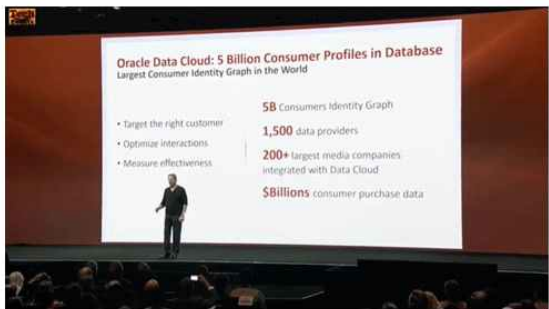 Oracle Data Cloud: 5 Billion Consumer Profiles in Database
Largest Consumer Identity Graph in the World
• Target the right customer
• Optimize interactions
• Measure effectiveness
5B Consumers Identity Graph
1,500 data providers
200+ largest media companies
integrated with Data Cloud
$Billions consumer purchase data